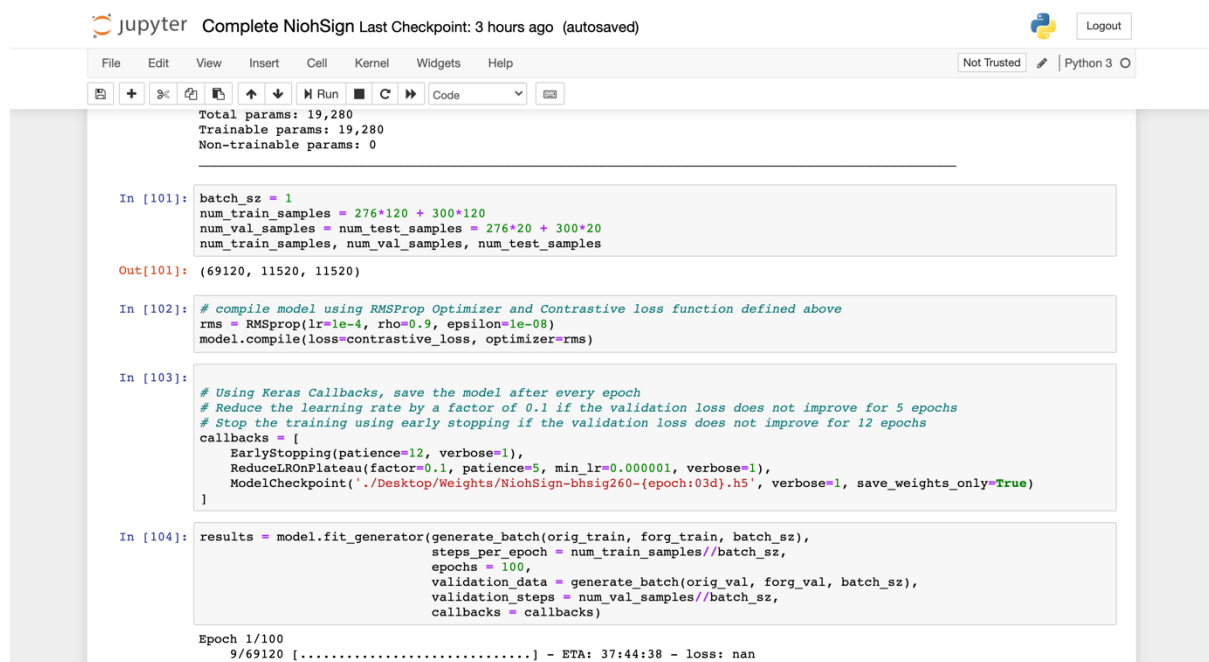 jupyter Complete NiohSign Last Checkpoint: 3 hours ago (autosaved)
Logout
File Edit View Insert Cell Kernel Widgets Help
Not Trusted Python 3
Run Code
Total params: 19,280
Trainable params: 19,280
Non-trainable params: 0
In [101]: batch_sz = 1
num_train_samples = 276*120 + 300*120
num_val_samples = num_test_samples = 276*20 + 300*20
num_train_samples, num_val_samples, num_test_samples
Out[101]: (69120, 11520, 11520)
In [102]: # compile model using RMSProp Optimizer and Contrastive loss function defined above
rms = RMSprop(lr=1e-4, rho=0.9, epsilon=1e-08)
model.compile(loss=contrastive_loss, optimizer=rms)
In [103]:
# Using Keras Callbacks, save the model after every epoch
# Reduce the learning rate by a factor of 0.1 if the validation loss does not improve for 5 epochs
# Stop the training using early stopping if the validation loss does not improve for 12 epochs
callbacks = [
    EarlyStopping(patience=12, verbose=1),
    ReduceLROnPlateau(factor=0.1, patience=5, min_lr=0.000001, verbose=1),
    ModelCheckpoint('./Desktop/Weights/NiohSign-bhsig260-{epoch:03d}.h5', verbose=1, save_weights_only=True)
]
In [104]: results = model.fit_generator(generate_batch(orig_train, forg_train, batch_sz),
steps_per_epoch = num_train_samples//batch_sz,
epochs = 100,
validation_data = generate_batch(orig_val, forg_val, batch_sz),
validation_steps = num_val_samples//batch_sz,
callbacks = callbacks)
Epoch 1/100
9/69120 [..............................] - ETA: 37:44:38 - loss: nan